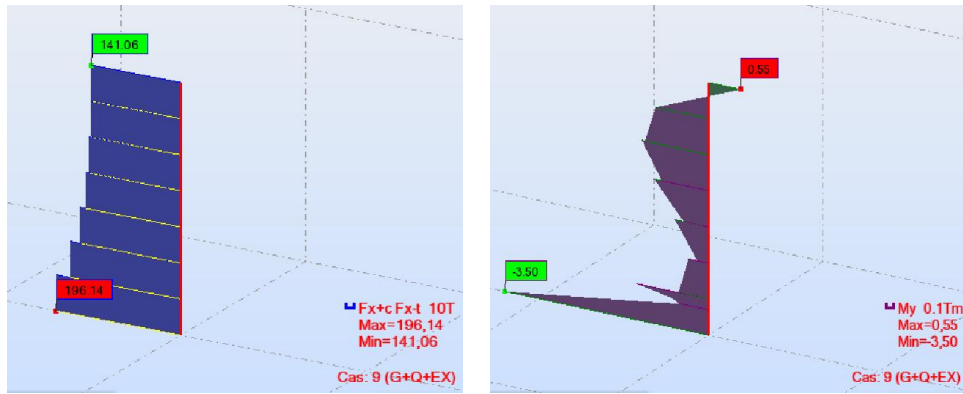 141.06
196.14
Fx+c Fx-t 10T
Max=196,14
Min=141,06
Cas: 9 (G+Q+EX)
0.55
-3.50
My 0.1Tm
Max=0,55
Min=-3,50
Cas: 9 (G+Q+EX)